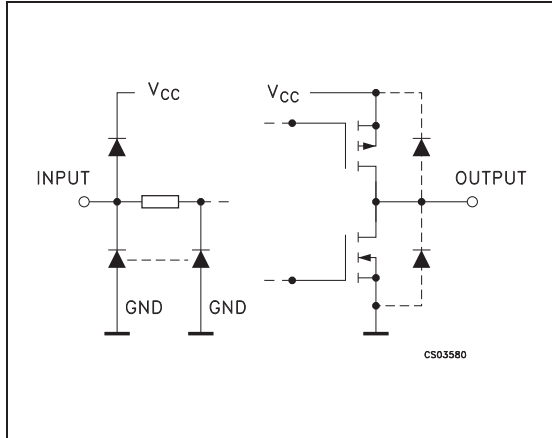 VCC
VCC
INPUT
OUTPUT
GND
GND
CS03580